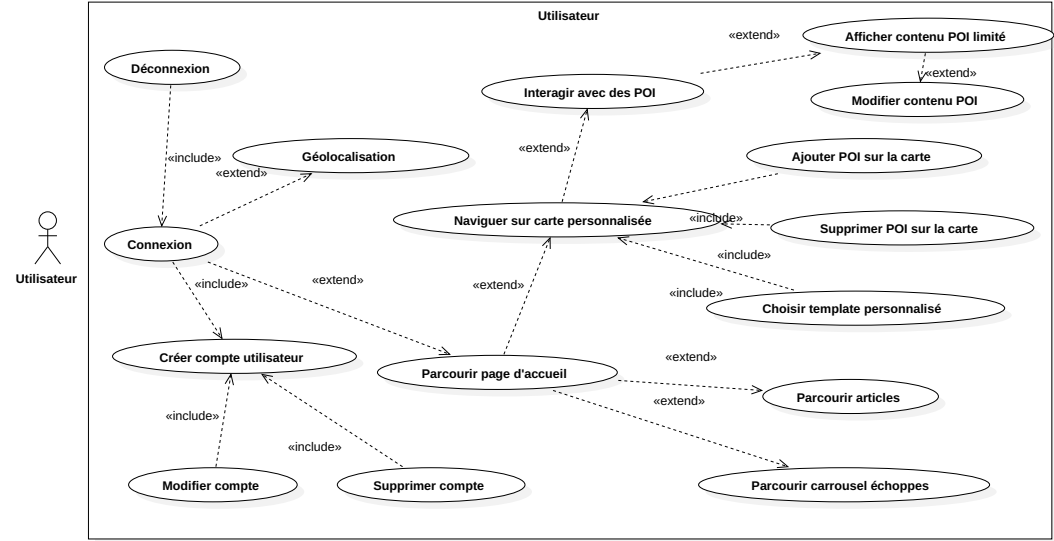 Utilisateur
«extend»
Afficher contenu POI limité
Déconnexion
«extend»
Interagir avec des POI
Modifier contenu POI
«extend»
«include»
Géolocalisation
Ajouter POI sur la carte
«extend»
Naviguer sur carte personnalisée
«include»
Supprimer POI sur la carte
Connexion
«include»
Utilisateur
«include»
«extend»
«extend»
«include»
Choisir template personnalisé
Créer compte utilisateur
«extend»
Parcourir page d'accueil
Parcourir articles
«extend»
«include»
«include»
Modifier compte
Supprimer compte
Parcourir carrousel échoppes